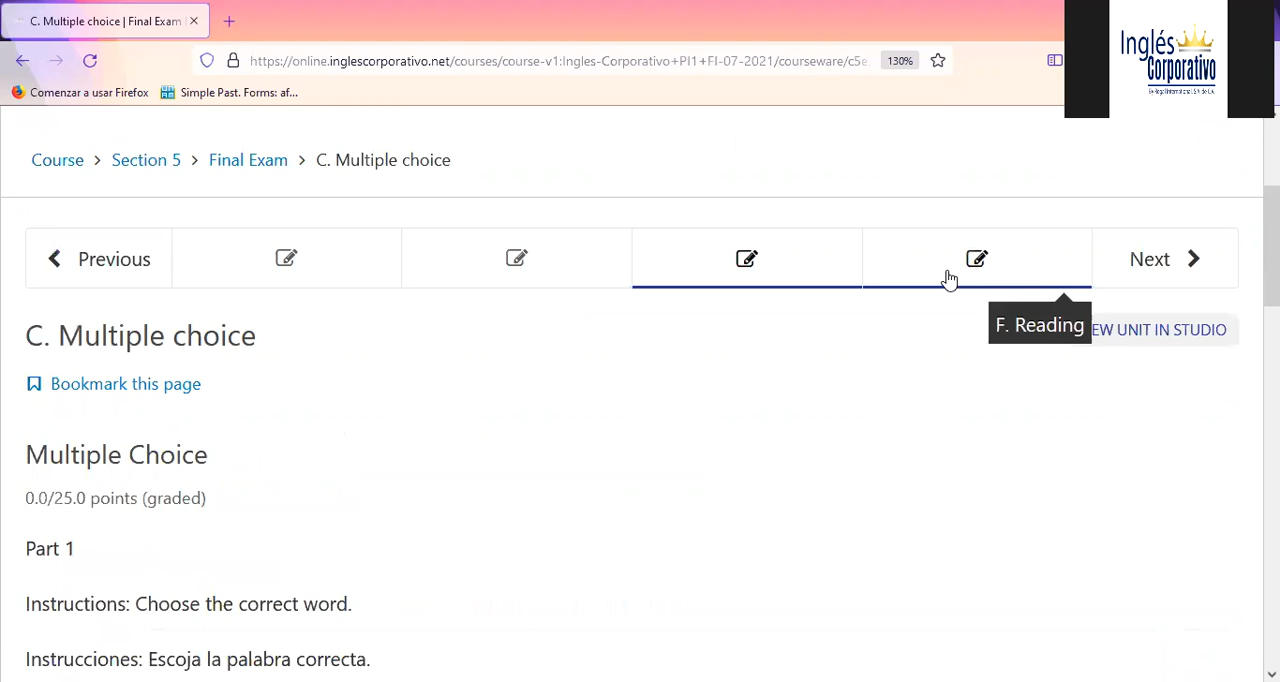 C. Multiple choice | Final Exam
https://online.inglescorporativo.net/courses/course-v1:Ingles-Corporativo+PI1+FI-07-2021/courseware/c5e.
130%
Comenzar a usar Firefox
Simple Past. Forms: af...
Inglés
Corporativo
Course > Section 5 > Final Exam > C. Multiple choice
Previous
Next
F. Reading
EW UNIT IN STUDIO
C. Multiple choice
Bookmark this page
Multiple Choice
0.0/25.0 points (graded)
Part 1
Instructions: Choose the correct word.
Instrucciones: Escoja la palabra correcta.